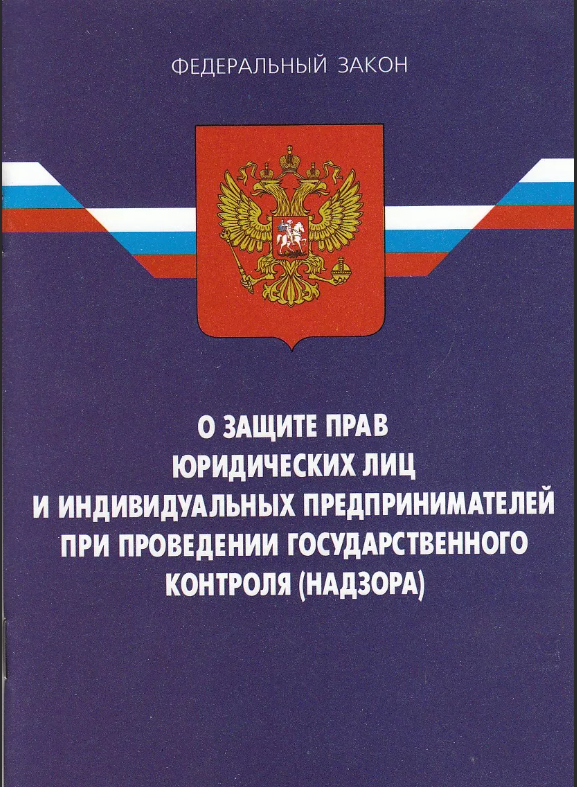 ФЕДЕРАЛЬНЫЙ ЗАКОН
О ЗАЩИТЕ ПРАВ
ЮРИДИЧЕСКИХ ЛИЦ
И ИНДИВИДУАЛЬНЫХ ПРЕДПРИНИМАТЕЛЕЙ
ПРИ ПРОВЕДЕНИИ ГОСУДАРСТВЕННОГО
КОНТРОЛЯ (НАДЗОРА)